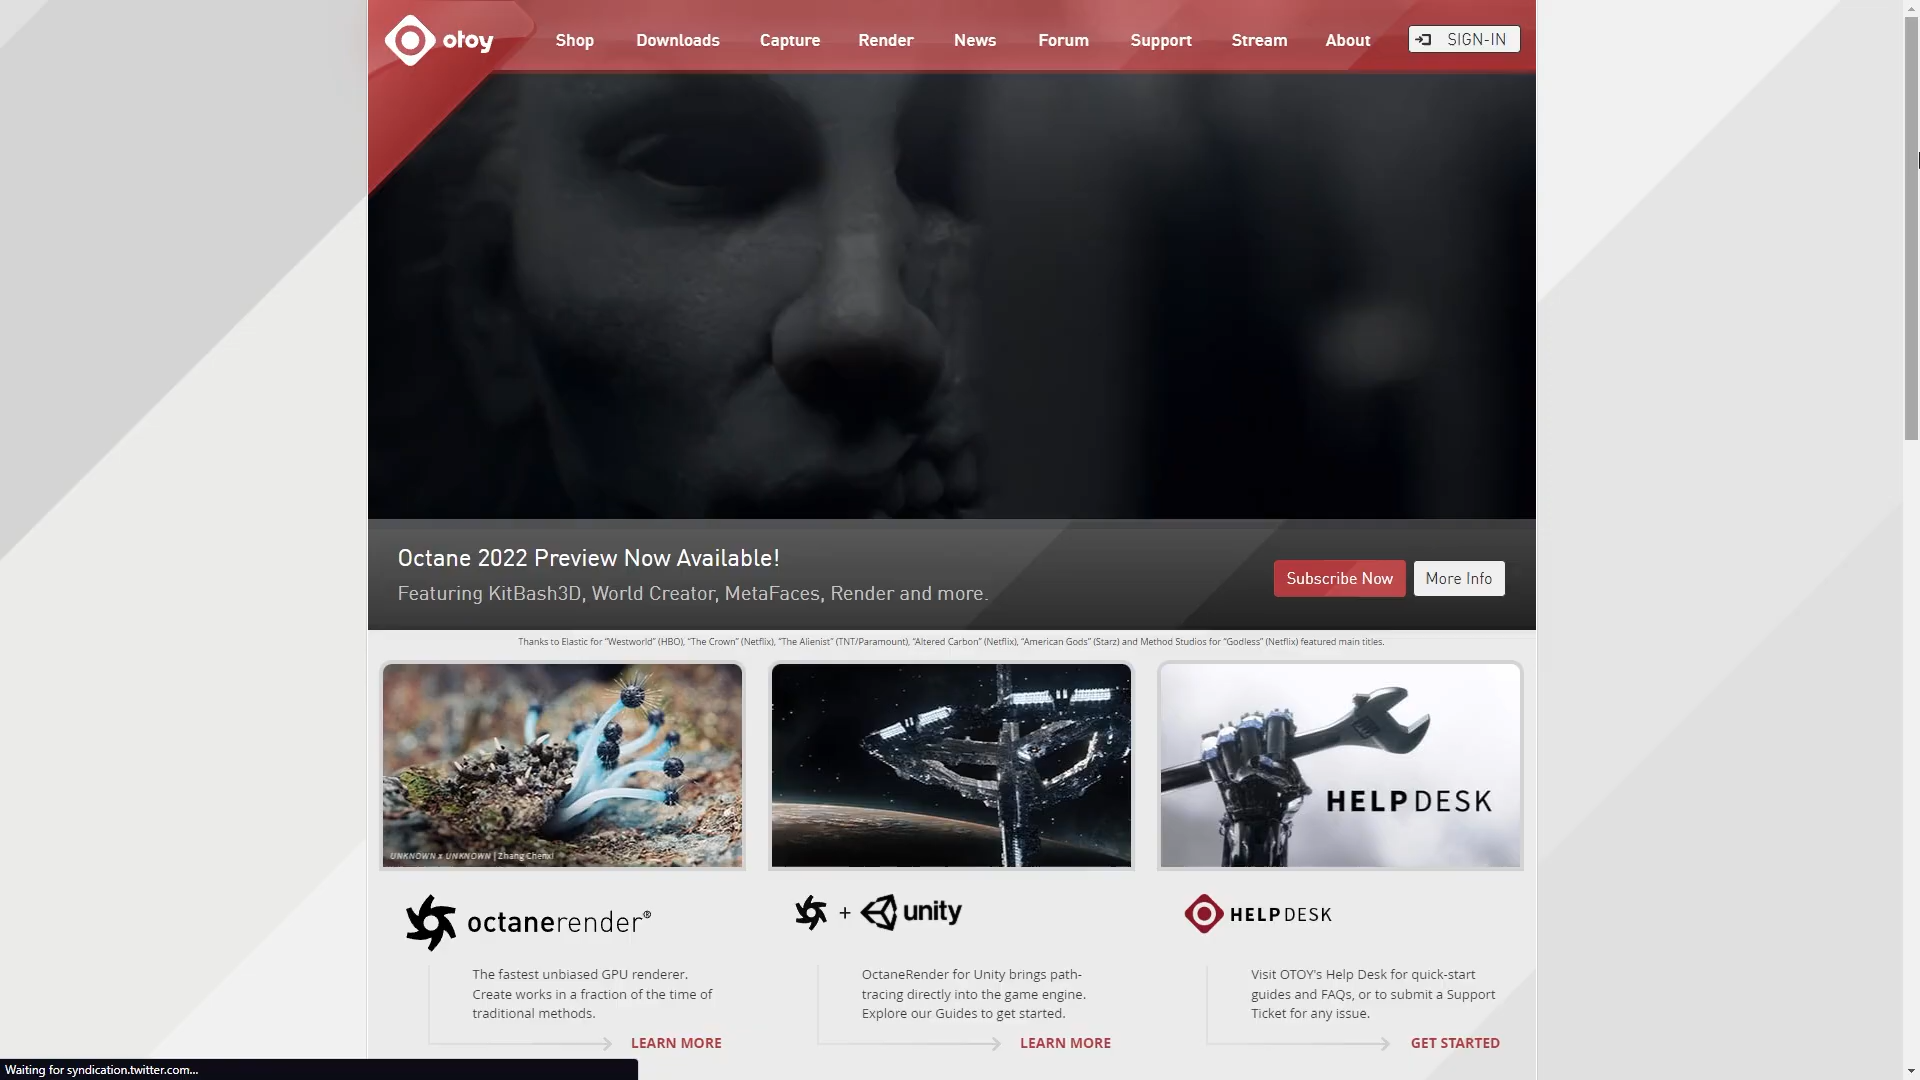 otoy
Shop Downloads Capture Render News Forum Support Stream About SIGN-IN
Octane 2022 Preview Now Available!
Featuring KitBash3D, World Creator, MetaFaces, Render and more.
Subscribe Now More Info
Thanks to Elastic for "Westworld" (HBO), "The Crown" (Netflix), "The Alienist" (TNT/Paramount), "Altered Carbon" (Netflix), "American Gods" (Starz) and Method Studios for "Godless" (Netflix) featured main titles.
UNKNOWN x UNKNOWN | Zhang Chenxi
HELPDESK
octanerender®
The fastest unbiased GPU renderer.
Create works in a fraction of the time of
traditional methods.
LEARN MORE
+ unity
OctaneRender for Unity brings path-
tracing directly into the game engine.
Explore our Guides to get started.
LEARN MORE
HELPDESK
Visit OTOY's Help Desk for quick-start
guides and FAQs, or to submit a Support
Ticket for any issue.
GET STARTED
Waiting for syndication.twitter.com...